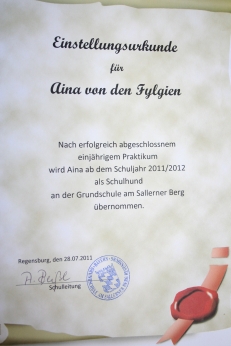 Einstellungsurkunde
für
Aina von den Fylgien
Nach erfolgreich abgeschlossnem
einjährigem Praktikum
wird Aina ab dem Schuljahr 2011/2012
als Schulhund
an der Grundschule am Sallerner Berg
übernommen.
Regensburg, den 28.07.2011
Schulleitung